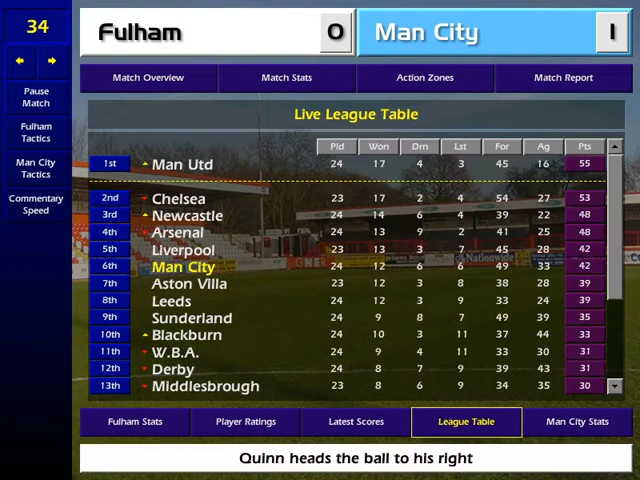 34
Fulham 0 Man City 1
Match Overview Match Stats Action Zones Match Report
Pause Match
Fulham Tactics
Man City Tactics
Commentary Speed
Live League Table
Pld Won Drn Lst For Ag Pts
1st Man Utd 24 17 4 3 45 16 55
2nd Chelsea 23 17 2 4 54 27 53
3rd Newcastle 24 14 6 4 39 22 48
4th Arsenal 24 13 9 2 41 25 48
5th Liverpool 23 13 3 7 45 28 42
6th Man City 24 12 6 6 49 33 42
7th Aston Villa 23 12 3 8 38 28 39
8th Leeds 24 12 3 9 33 24 39
9th Sunderland 24 9 8 7 49 39 35
10th Blackburn 24 10 3 11 37 44 33
11th W.B.A. 24 9 4 11 33 30 31
12th Derby 24 8 7 9 39 43 31
13th Middlesbrough 23 8 6 9 34 35 30
Nationwide
Fulham Stats Player Ratings Latest Scores League Table Man City Stats
Quinn heads the ball to his right